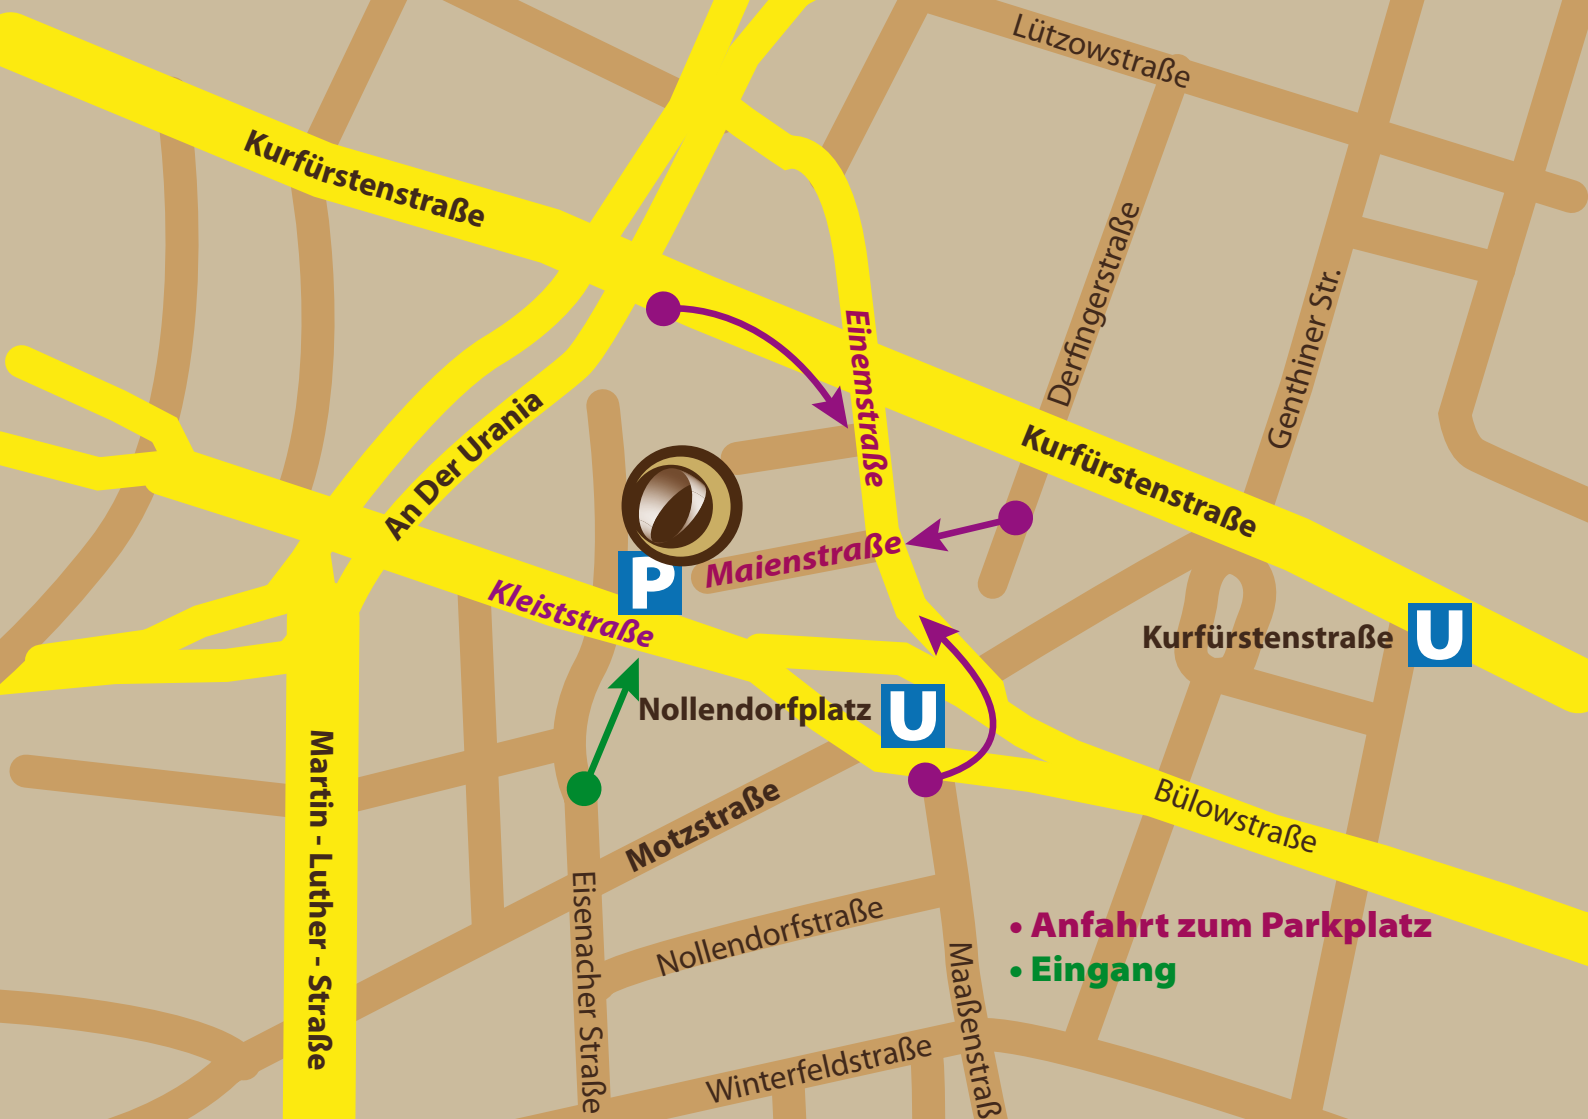 Lützowstraße
Kurfürstenstraße
Derfingerstraße
Genthiner Str.
Einemstraße
An Der Urania
Kurfürstenstraße
Maienstraße
P
Kleiststraße
Kurfürstenstraße
U
Nollendorfplatz
U
Martin - Luther - Straße
Motzstraße
Bülowstraße
Eisenacher Straße
Nollendorfstraße
• Anfahrt zum Parkplatz
• Eingang
Maaßenstraß
Winterfeldstraße